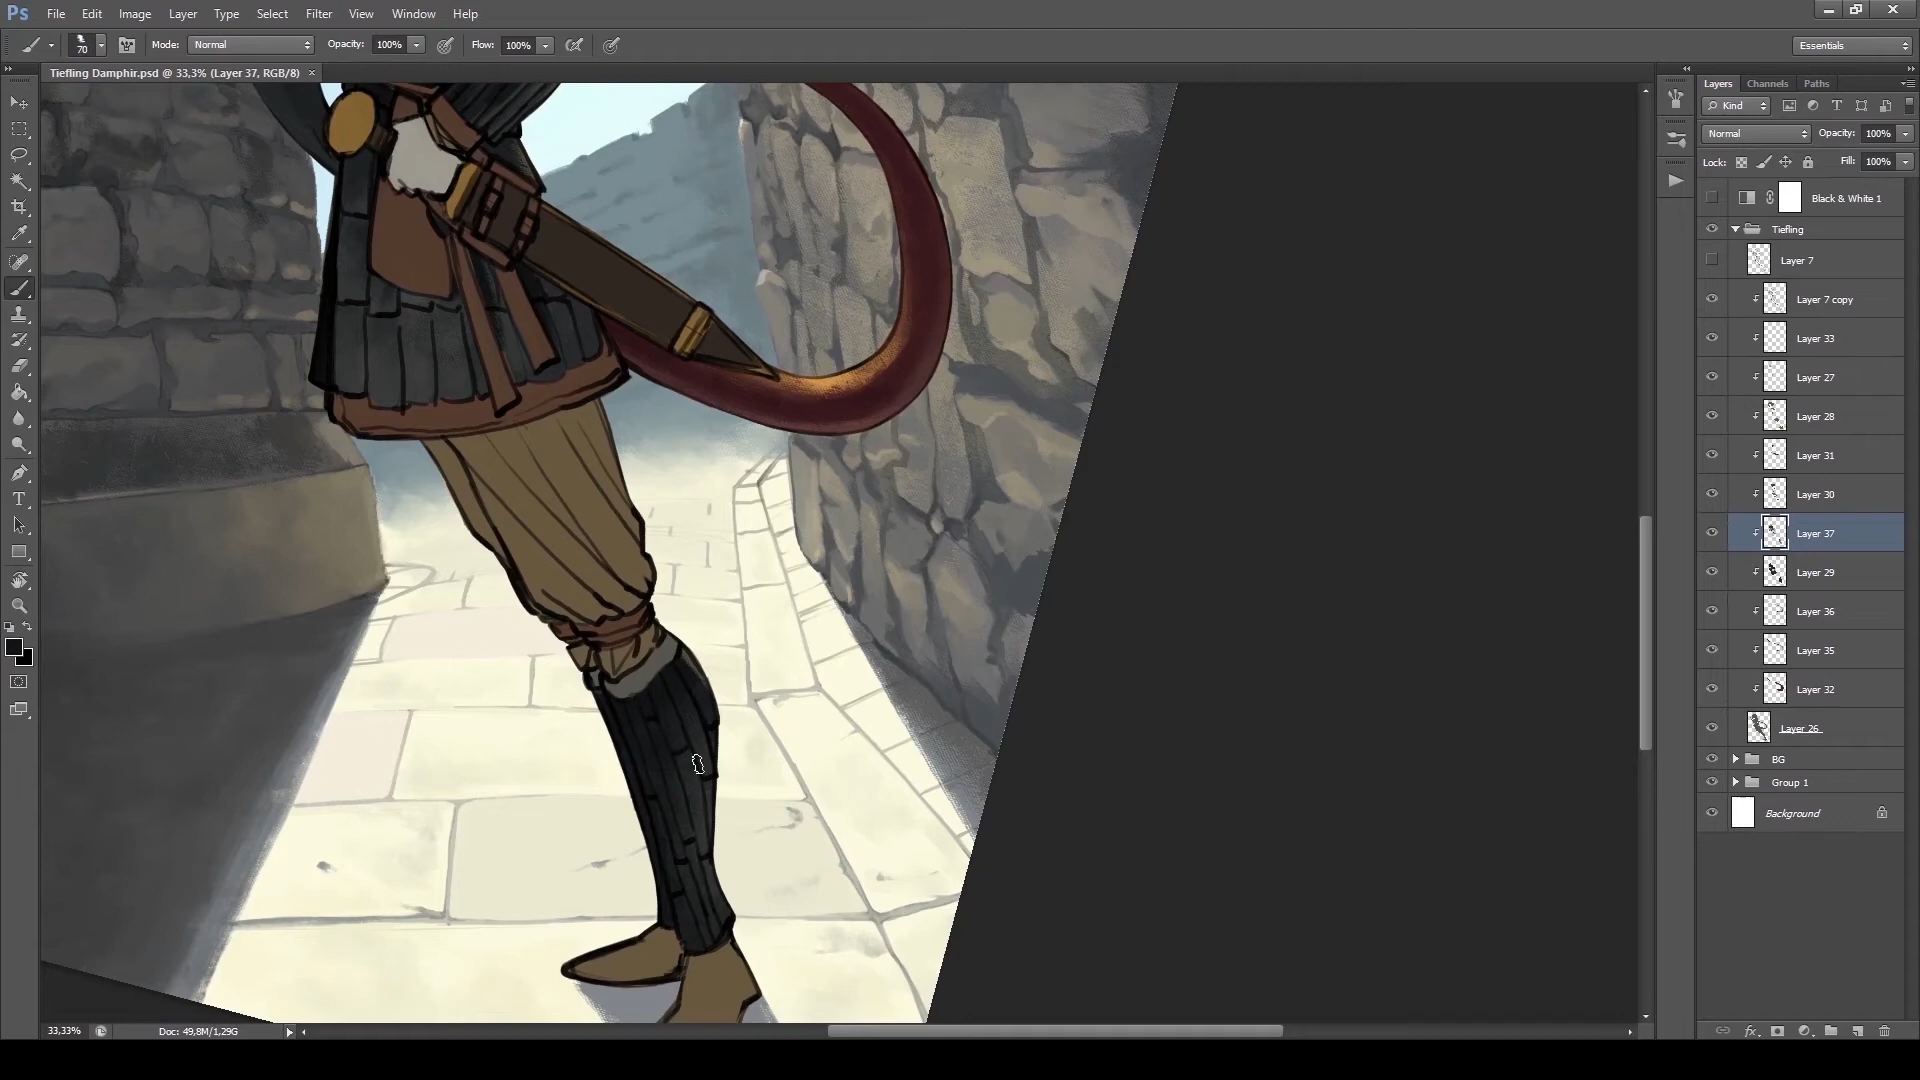 Ps File Edit Image Layer Type Select Filter 3D View Window Help
70 Mode: Normal Opacity: 100% Flow: 100% Essentials
Tiefling Damphir.psd @ 33,3% (Layer 37, RGB/8) ×
Layers Channels Paths
Kind T
Normal Opacity: 100%
Lock: Fill: 100%
Black & White 1
Tiefling
Layer 7
Layer 7 copy
Layer 33
Layer 27
Layer 28
Layer 31
Layer 30
Layer 37
Layer 29
Layer 36
Layer 35
Layer 32
Layer 26
BG
Group 1
Background
33,33% Doc: 49,8M/1,29G
fx